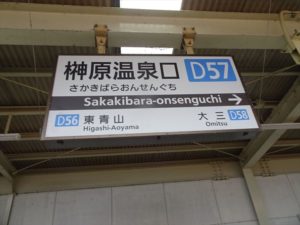 榊原温泉口 D57
さかきばらおんせんぐち
Sakakibara-onsenguchi →
D56 東青山 大三 D58
Higashi-Aoyama Omitsu